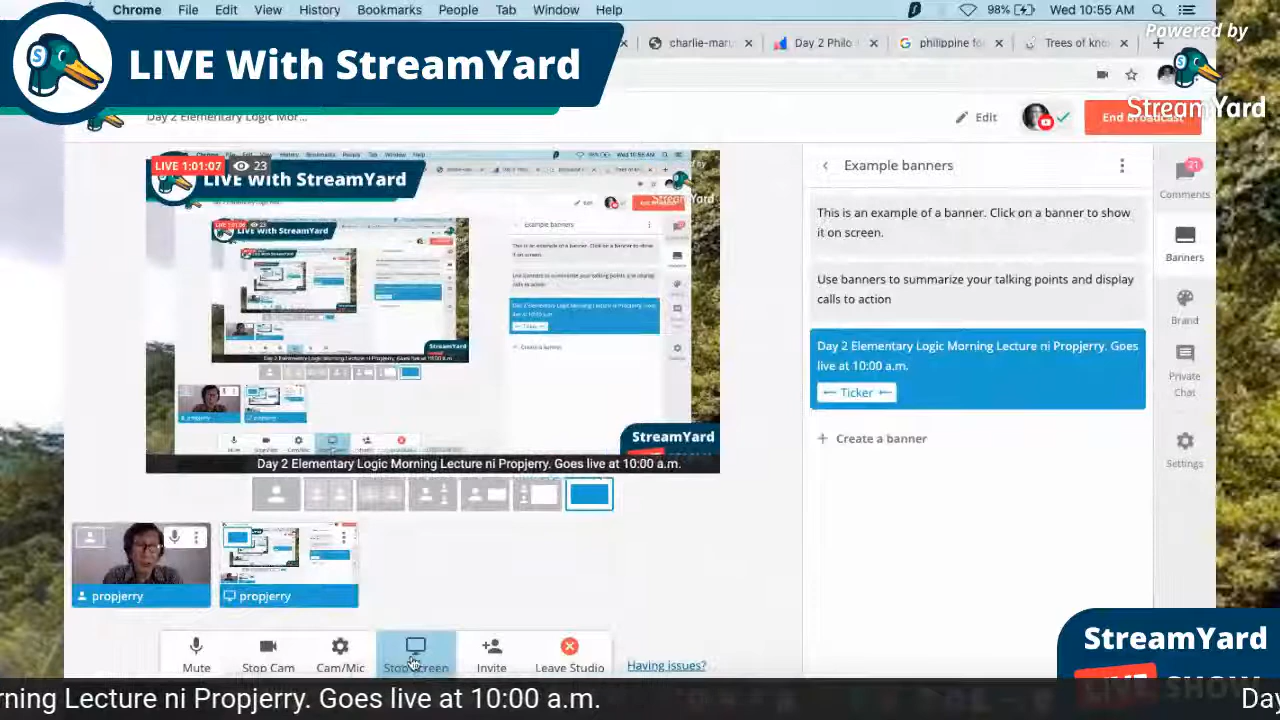 Chrome File Edit View History Bookmarks People Tab Window Help 98% Wed 10:55 AM
LIVE With StreamYard
charlie-mar
Day 2 Philo
philippine fo
Trees of kno
Powered by
StreamYard
Day 2 Elementary Logic Mor...
Edit
End broadcast
LIVE 1:01:07 23
LIVE With StreamYard
Example banners
This is an example of a banner. Click on a banner to show
it on screen.
Use banners to summarize your talking points and display
calls to action
Day 2 Elementary Logic Morning Lecture ni Propjerry. Goes
live at 10:00 a.m.
Ticker
Create a banner
21
Comments
Banners
Brand
Private
Chat
Settings
StreamYard
Day 2 Elementary Logic Morning Lecture ni Propjerry. Goes live at 10:00 a.m.
propjerry
propjerry
Mute
Stop Cam
Cam/Mic
Stop Screen
Invite
Leave Studio
Having issues?
StreamYard
LIVE SHOW
rning Lecture ni Propjerry. Goes live at 10:00 a.m.
Day